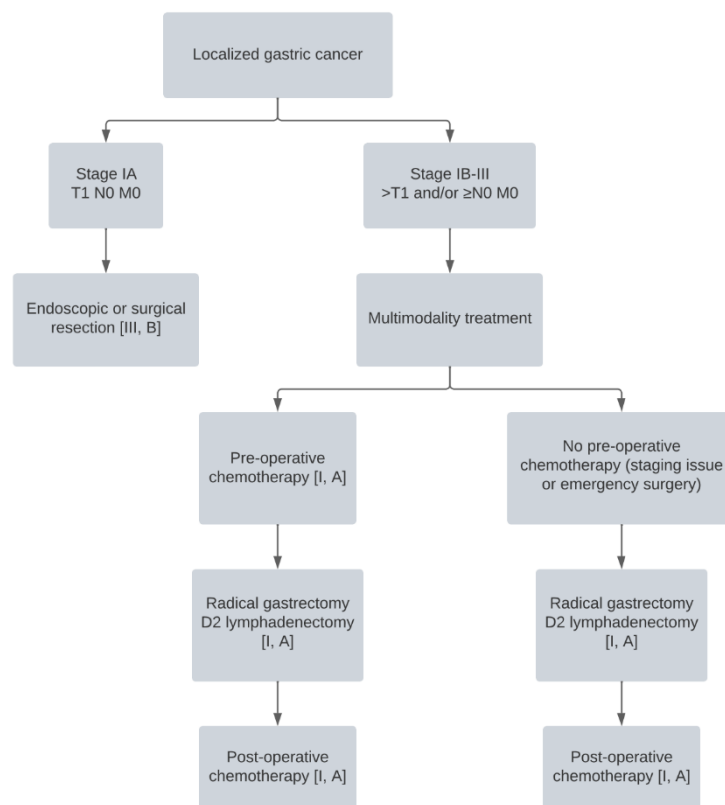 Localized gastric cancer
Stage IA
T1 N0 M0
Stage IB-III
>T1 and/or ≥N0 M0
Endoscopic or surgical
resection [III, B]
Multimodality treatment
Pre-operative
chemotherapy [I, A]
No pre-operative
chemotherapy (staging issue
or emergency surgery)
Radical gastrectomy
D2 lymphadenectomy
[I, A]
Radical gastrectomy
D2 lymphadenectomy
[I, A]
Post-operative
chemotherapy [I, A]
Post-operative
chemotherapy [I, A]